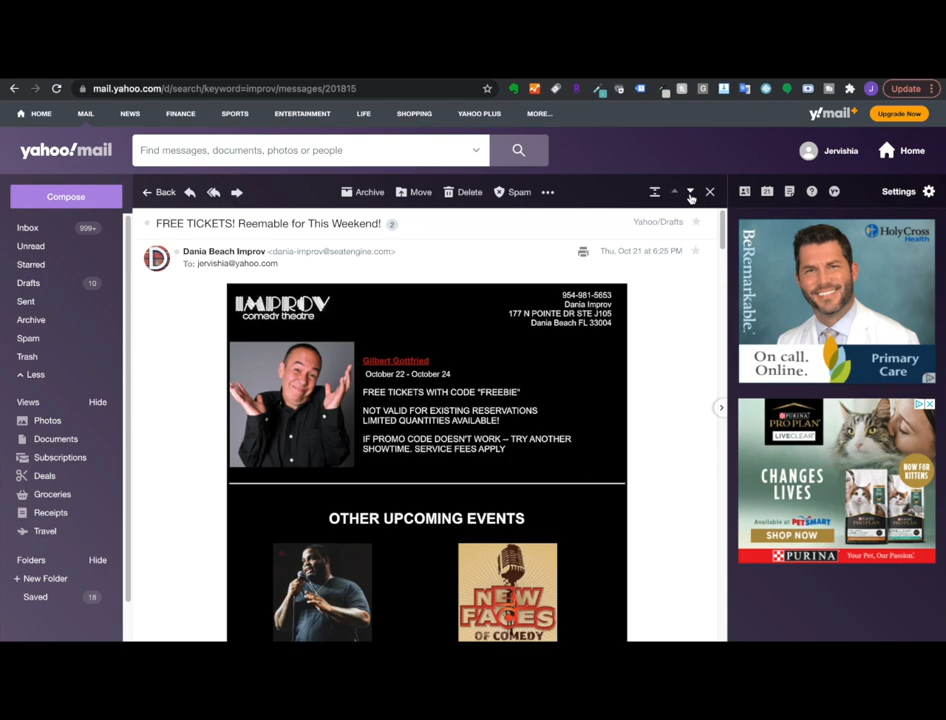 mail.yahoo.com/d/search/keyword=improv/messages/201815
J
Update
HOME
MAIL
NEWS
FINANCE
SPORTS
ENTERTAINMENT
LIFE
SHOPPING
YAHOO PLUS
MORE...
y!mail+
Upgrade Now
yahoo!mail
Find messages, documents, photos or people
Jervishia
Home
Compose
Back
Archive
Move
Delete
Spam
Settings
Inbox 999+
Unread
Starred
Drafts 10
Sent
Archive
Spam
Trash
Less
Views Hide
Photos
Documents
Subscriptions
Deals
Groceries
Receipts
Travel
Folders Hide
+ New Folder
Saved 18
FREE TICKETS! Reemable for This Weekend! 2
Yahoo/Drafts
Dania Beach Improv <dania-improv@seatengine.com>
Thu, Oct 21 at 6:25 PM
To: jervishia@yahoo.com
IMPROV
comedy theatre
954-981-5653
Dania Improv
177 N POINTE DR STE J105
Dania Beach FL 33004
Gilbert Gottfried
October 22 - October 24
FREE TICKETS WITH CODE "FREEBIE"
NOT VALID FOR EXISTING RESERVATIONS
LIMITED QUANTITIES AVAILABLE!
IF PROMO CODE DOESN'T WORK -- TRY ANOTHER
SHOWTIME. SERVICE FEES APPLY
OTHER UPCOMING EVENTS
NEW
FACES
OF COMEDY
BeRemarkable.
HolyCross
Health
On call.
Online.
Primary
Care
PURINA
PRO PLAN
LIVECLEAR
CHANGES
LIVES
NOW FOR
KITTENS
Available at PETSMART
SHOP NOW
PURINA
Your Pet, Our Passion.